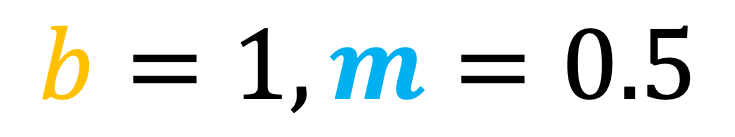 b = 1, m = 0.5